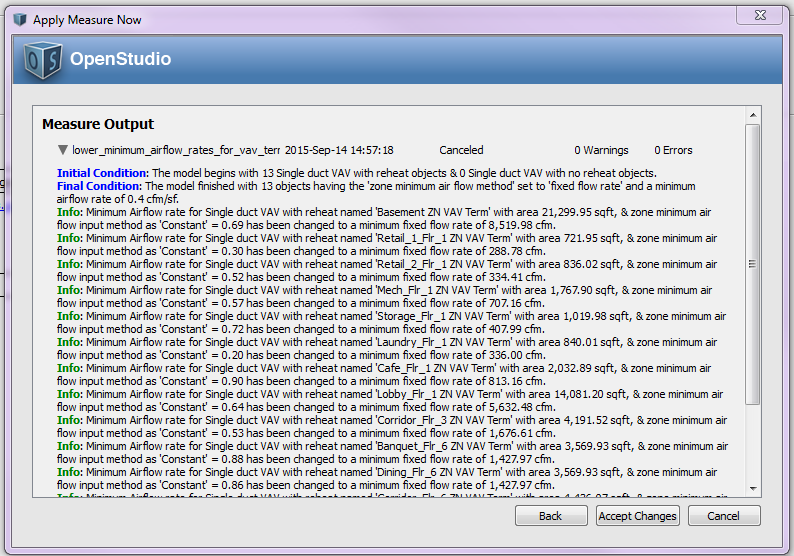 Apply Measure Now
OS
OpenStudio
Measure Output
lower_minimum_airflow_rates_for_vav_terr 2015-Sep-14 14:57:18 Canceled 0 Warnings 0 Errors
Initial Condition: The model begins with 13 Single duct VAV with reheat objects & 0 Single duct VAV with no reheat objects.
Final Condition: The model finished with 13 objects having the 'zone minimum air flow method' set to 'fixed flow rate' and a minimum
airflow rate of 0.4 cfm/sf.
Info: Minimum Airflow rate for Single duct VAV with reheat named 'Basement ZN VAV Term' with area 21,299.95 sqft, & zone minimum air
flow input method as 'Constant' = 0.69 has been changed to a minimum fixed flow rate of 8,519.98 cfm.
Info: Minimum Airflow rate for Single duct VAV with reheat named 'Retail_1_Flr_1 ZN VAV Term' with area 721.95 sqft, & zone minimum air
flow input method as 'Constant' = 0.30 has been changed to a minimum fixed flow rate of 288.78 cfm.
Info: Minimum Airflow rate for Single duct VAV with reheat named 'Retail_2_Flr_1 ZN VAV Term' with area 836.02 sqft, & zone minimum air
flow input method as 'Constant' = 0.52 has been changed to a minimum fixed flow rate of 334.41 cfm.
Info: Minimum Airflow rate for Single duct VAV with reheat named 'Mech_Flr_1 ZN VAV Term' with area 1,767.90 sqft, & zone minimum air
flow input method as 'Constant' = 0.57 has been changed to a minimum fixed flow rate of 707.16 cfm.
Info: Minimum Airflow rate for Single duct VAV with reheat named 'Storage_Flr_1 ZN VAV Term' with area 1,019.98 sqft, & zone minimum air
flow input method as 'Constant' = 0.72 has been changed to a minimum fixed flow rate of 407.99 cfm.
Info: Minimum Airflow rate for Single duct VAV with reheat named 'Laundry_Flr_1 ZN VAV Term' with area 840.01 sqft, & zone minimum air
flow input method as 'Constant' = 0.20 has been changed to a minimum fixed flow rate of 336.00 cfm.
Info: Minimum Airflow rate for Single duct VAV with reheat named 'Cafe_Flr_1 ZN VAV Term' with area 2,032.89 sqft, & zone minimum air
flow input method as 'Constant' = 0.90 has been changed to a minimum fixed flow rate of 813.16 cfm.
Info: Minimum Airflow rate for Single duct VAV with reheat named 'Lobby_Flr_1 ZN VAV Term' with area 14,081.20 sqft, & zone minimum air
flow input method as 'Constant' = 0.64 has been changed to a minimum fixed flow rate of 5,632.48 cfm.
Info: Minimum Airflow rate for Single duct VAV with reheat named 'Corridor_Flr_3 ZN VAV Term' with area 4,191.52 sqft, & zone minimum air
flow input method as 'Constant' = 0.53 has been changed to a minimum fixed flow rate of 1,676.61 cfm.
Info: Minimum Airflow rate for Single duct VAV with reheat named 'Banquet_Flr_6 ZN VAV Term' with area 3,569.93 sqft, & zone minimum air
flow input method as 'Constant' = 0.88 has been changed to a minimum fixed flow rate of 1,427.97 cfm.
Info: Minimum Airflow rate for Single duct VAV with reheat named 'Dining_Flr_6 ZN VAV Term' with area 3,569.93 sqft, & zone minimum air
flow input method as 'Constant' = 0.86 has been changed to a minimum fixed flow rate of 1,427.97 cfm.
Info: Minimum Airflow rate for Single duct VAV with reheat named 'Corridor_Flr_6 ZN VAV Term' with area 4,436.07 sqft, & zone minimum air
Back Accept Changes Cancel